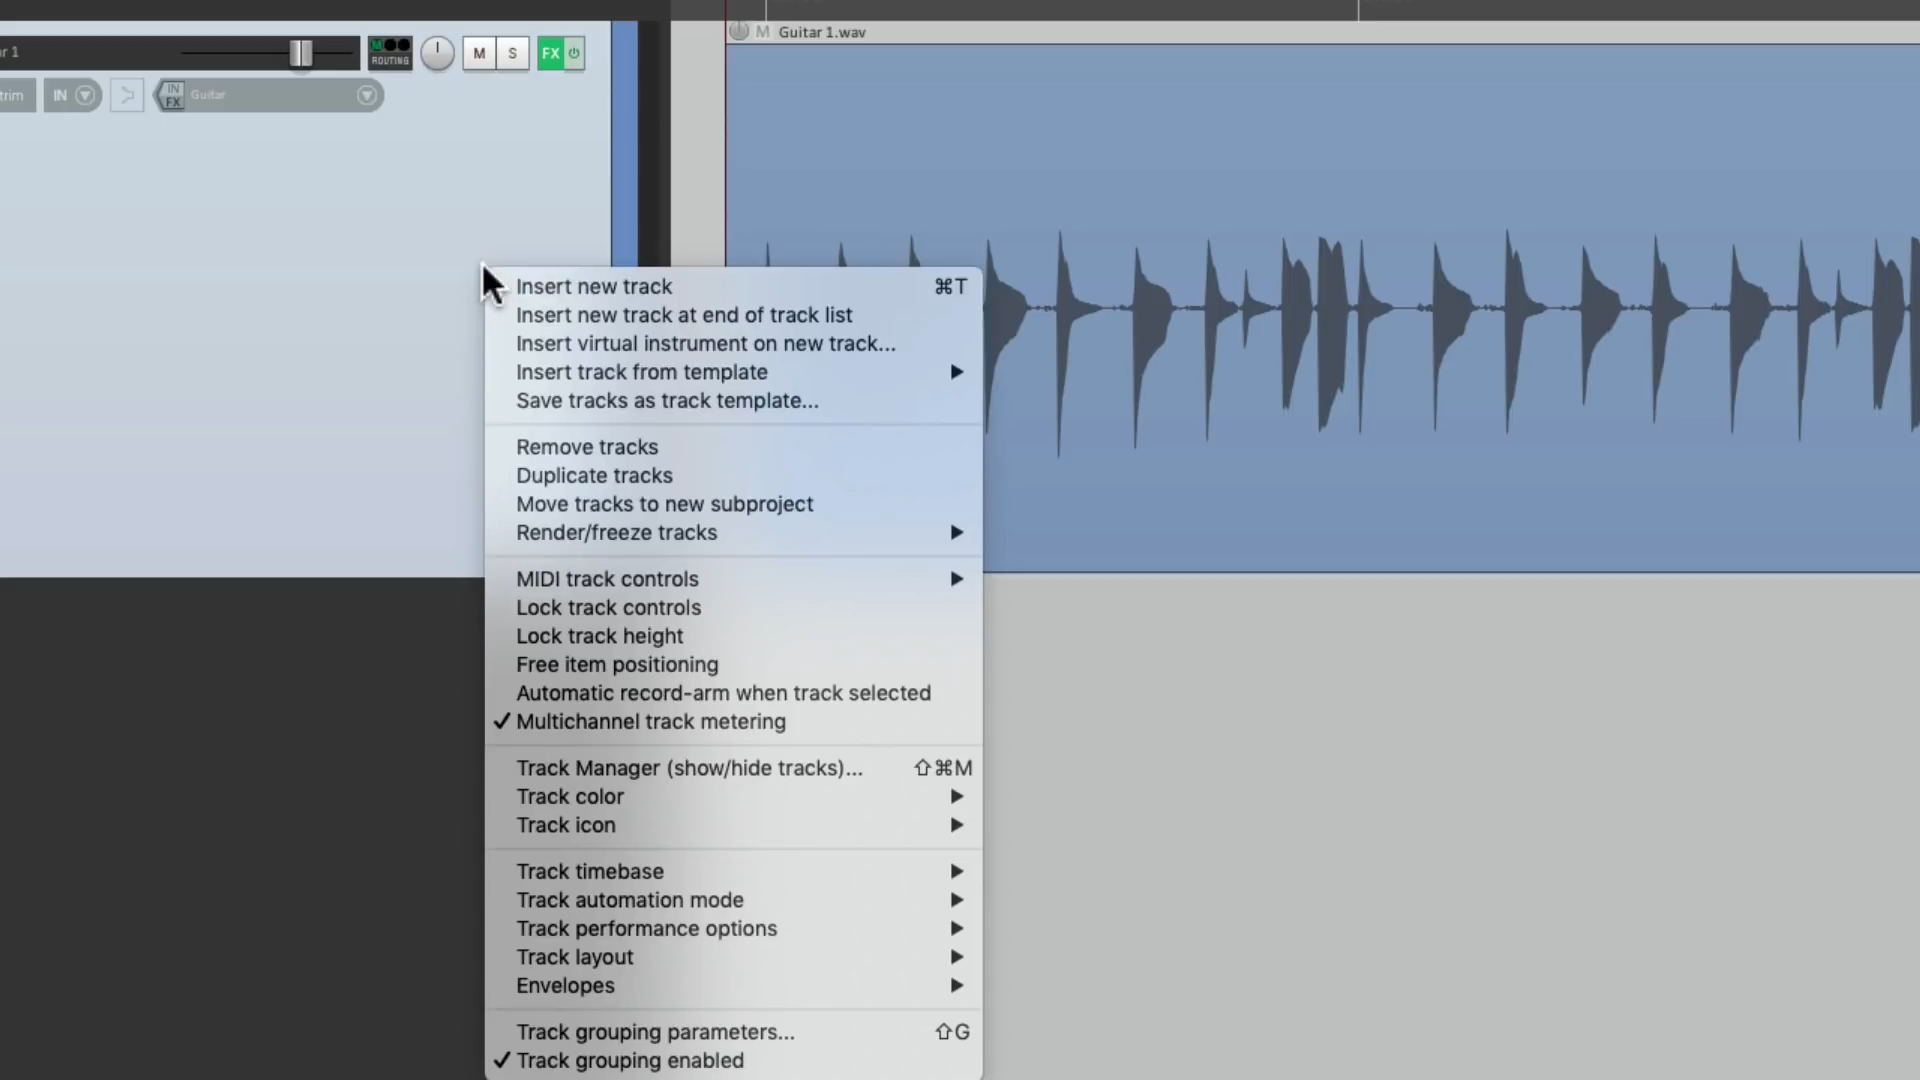 r 1
ROUTING
M
S
FX
trim
IN
IN
FX
Guitar
M Guitar 1.wav
Insert new track ⌘T
Insert new track at end of track list
Insert virtual instrument on new track...
Insert track from template
Save tracks as track template...
Remove tracks
Duplicate tracks
Move tracks to new subproject
Render/freeze tracks
MIDI track controls
Lock track controls
Lock track height
Free item positioning
Automatic record-arm when track selected
✓ Multichannel track metering
Track Manager (show/hide tracks)... ⇧⌘M
Track color
Track icon
Track timebase
Track automation mode
Track performance options
Track layout
Envelopes
Track grouping parameters... ⇧G
✓ Track grouping enabled